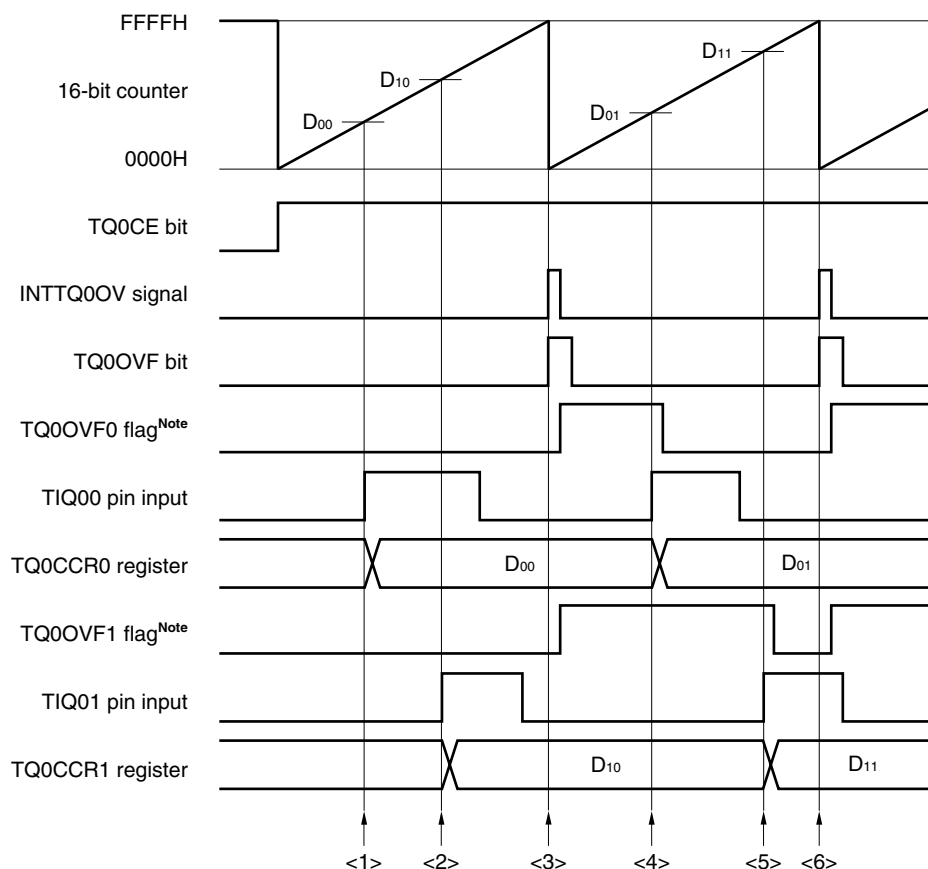 FFFFH
D11
D10
16-bit counter
D00
D01
0000H
TQ0CE bit
INTTQ0OV signal
TQ0OVF bit
TQ0OVF0 flagNote
TIQ00 pin input
TQ0CCR0 register
D00
D01
TQ0OVF1 flagNote
TIQ01 pin input
TQ0CCR1 register
D10
D11
<1> <2> <3> <4> <5> <6>